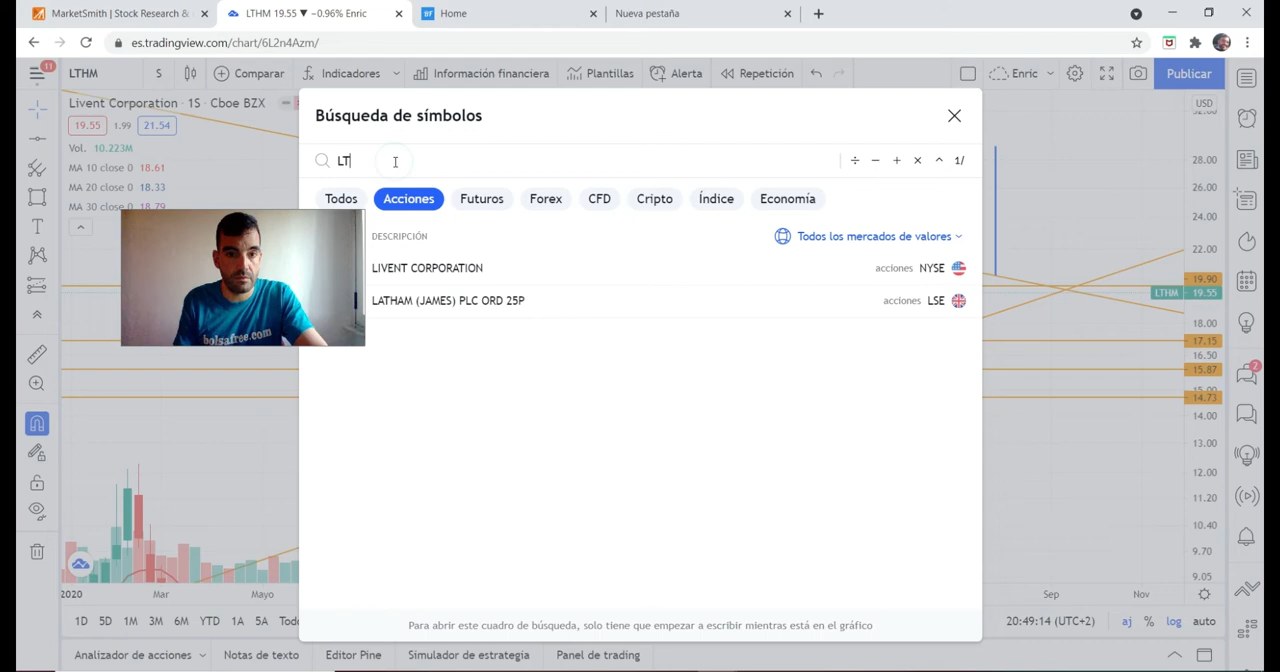 MarketSmith | Stock Research &
LTHM 19.55 ▼ −0.96% Enric
BF Home
Nueva pestaña
es.tradingview.com/chart/6L2n4Azm/
11
LTHM
S
Comparar
Indicadores
Información financiera
Plantillas
Alerta
Repetición
Enric
Publicar
Livent Corporation · 1S · Cboe BZX
19.55 1.99 21.54
Vol. 10.223M
MA 10 close 0 18.61
MA 20 close 0 18.33
MA 30 close 0 18.79
bolsafree.com
Búsqueda de símbolos
LT
÷ − + × ^ 1/
Todos Acciones Futuros Forex CFD Cripto Índice Economía
DESCRIPCIÓN
Todos los mercados de valores
LIVENT CORPORATION acciones NYSE
LATHAM (JAMES) PLC ORD 25P acciones LSE
Para abrir este cuadro de búsqueda, solo tiene que empezar a escribir mientras está en el gráfico
USD
28.00
26.00
24.00
22.00
19.90
LTHM 19.55
18.00
17.15
16.50
15.87
15.00
14.73
14.00
13.00
12.00
11.20
10.40
9.70
9.05
2
2020 Mar Mayo Sep Nov
1D 5D 1M 3M 6M YTD 1A 5A Todo
20:49:14 (UTC+2) aj % log auto
Analizador de acciones Notas de texto Editor Pine Simulador de estrategia Panel de trading